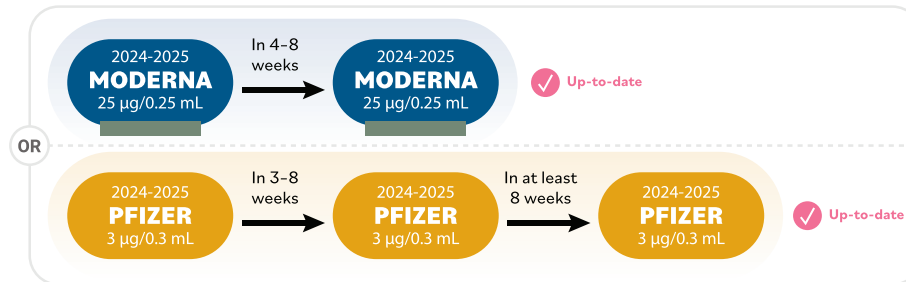 2024-2025
MODERNA
25 µg/0.25 mL
In 4–8
weeks
2024-2025
MODERNA
25 µg/0.25 mL
Up-to-date
OR
2024-2025
PFIZER
3 µg/0.3 mL
In 3–8
weeks
2024-2025
PFIZER
3 µg/0.3 mL
In at least
8 weeks
2024-2025
PFIZER
3 µg/0.3 mL
Up-to-date